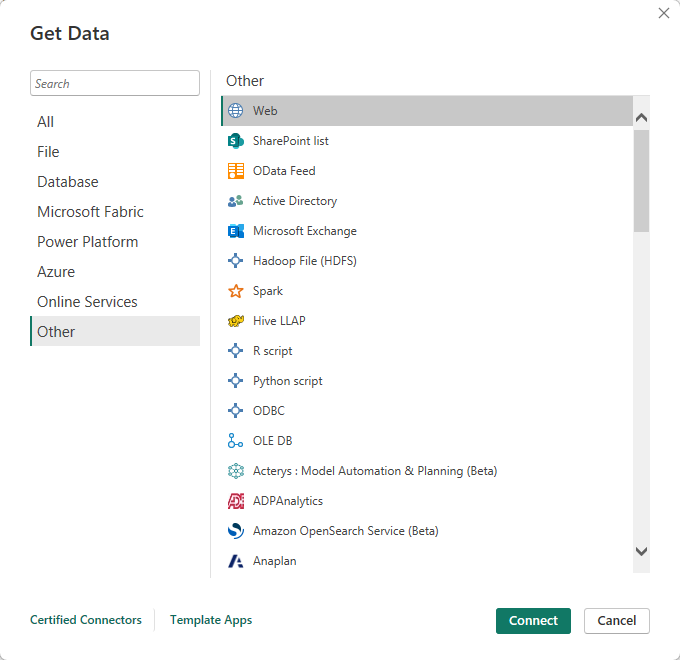 Get Data
Search
All
File
Database
Microsoft Fabric
Power Platform
Azure
Online Services
Other
Other
Web
SharePoint list
OData Feed
Active Directory
Microsoft Exchange
Hadoop File (HDFS)
Spark
Hive LLAP
R script
Python script
ODBC
OLE DB
Acterys : Model Automation & Planning (Beta)
ADPAnalytics
Amazon OpenSearch Service (Beta)
Anaplan
Certified Connectors
Template Apps
Connect
Cancel